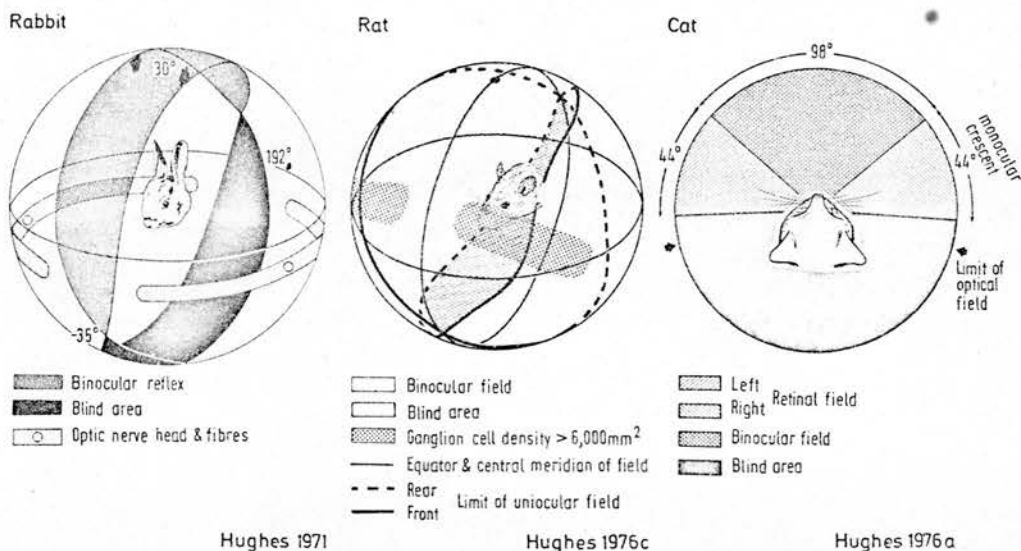 Rabbit
30°
192°
-35°
Binocular reflex
Blind area
Optic nerve head & fibres
Hughes 1971
Rat
Binocular field
Blind area
Ganglion cell density > 6,000mm²
Equator & central meridian of field
Rear
Front
Limit of uniocular field
Hughes 1976c
Cat
98°
44°
44°
monocular
crescent
Limit of
optical
field
Left
Right
Retinal field
Binocular field
Blind area
Hughes 1976a